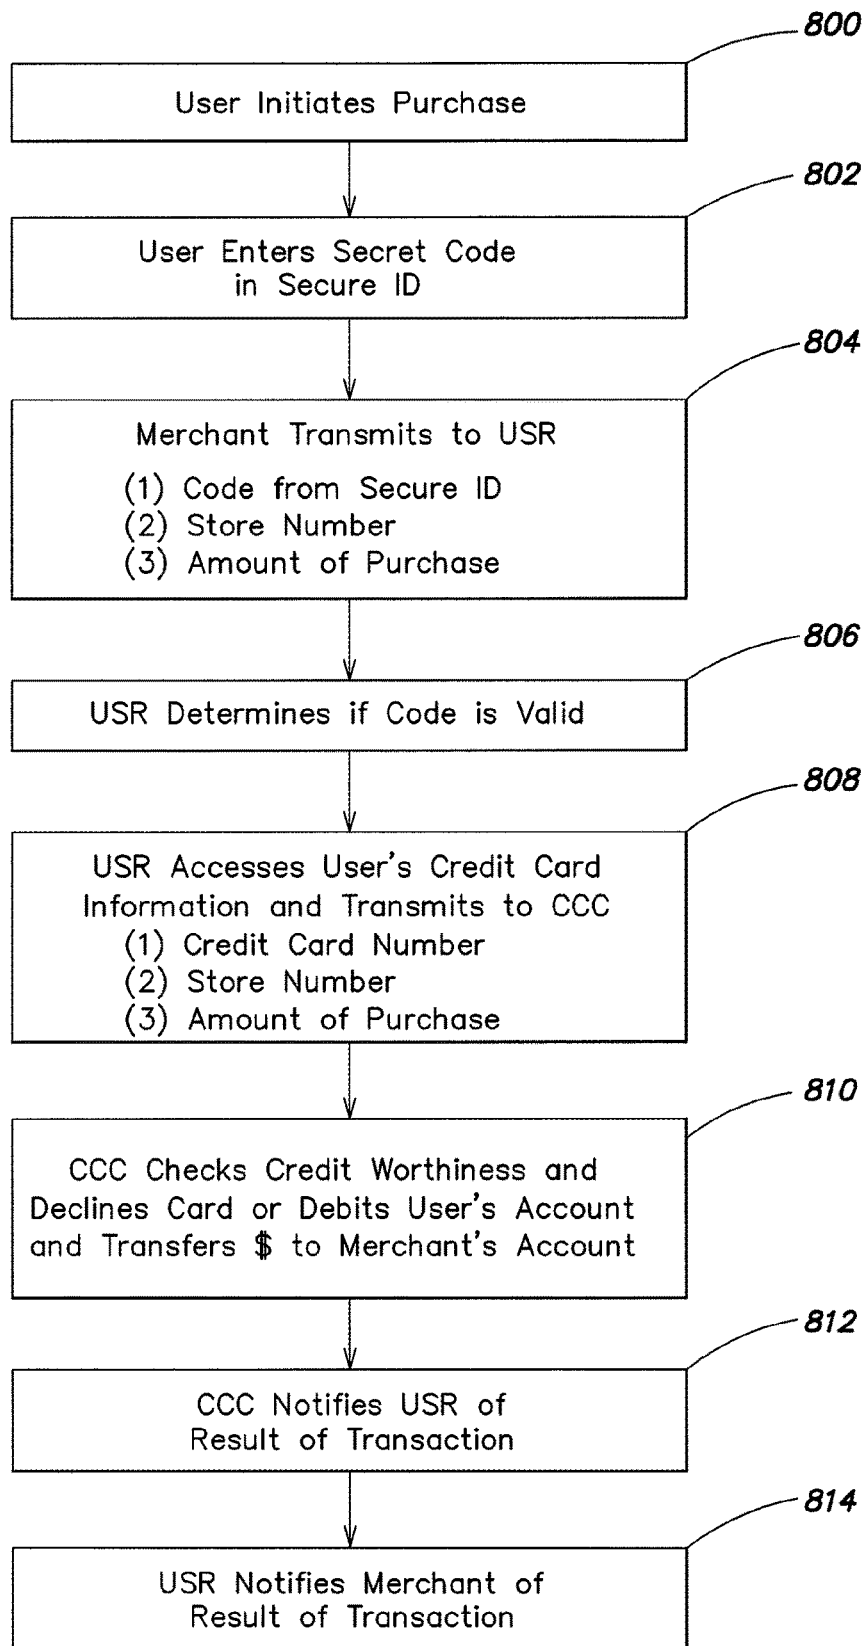 800
User Initiates Purchase
802
User Enters Secret Code
in Secure ID
804
Merchant Transmits to USR
(1) Code from Secure ID
(2) Store Number
(3) Amount of Purchase
806
USR Determines if Code is Valid
808
USR Accesses User's Credit Card
Information and Transmits to CCC
(1) Credit Card Number
(2) Store Number
(3) Amount of Purchase
810
CCC Checks Credit Worthiness and
Declines Card or Debits User's Account
and Transfers $ to Merchant's Account
812
CCC Notifies USR of
Result of Transaction
814
USR Notifies Merchant of
Result of Transaction